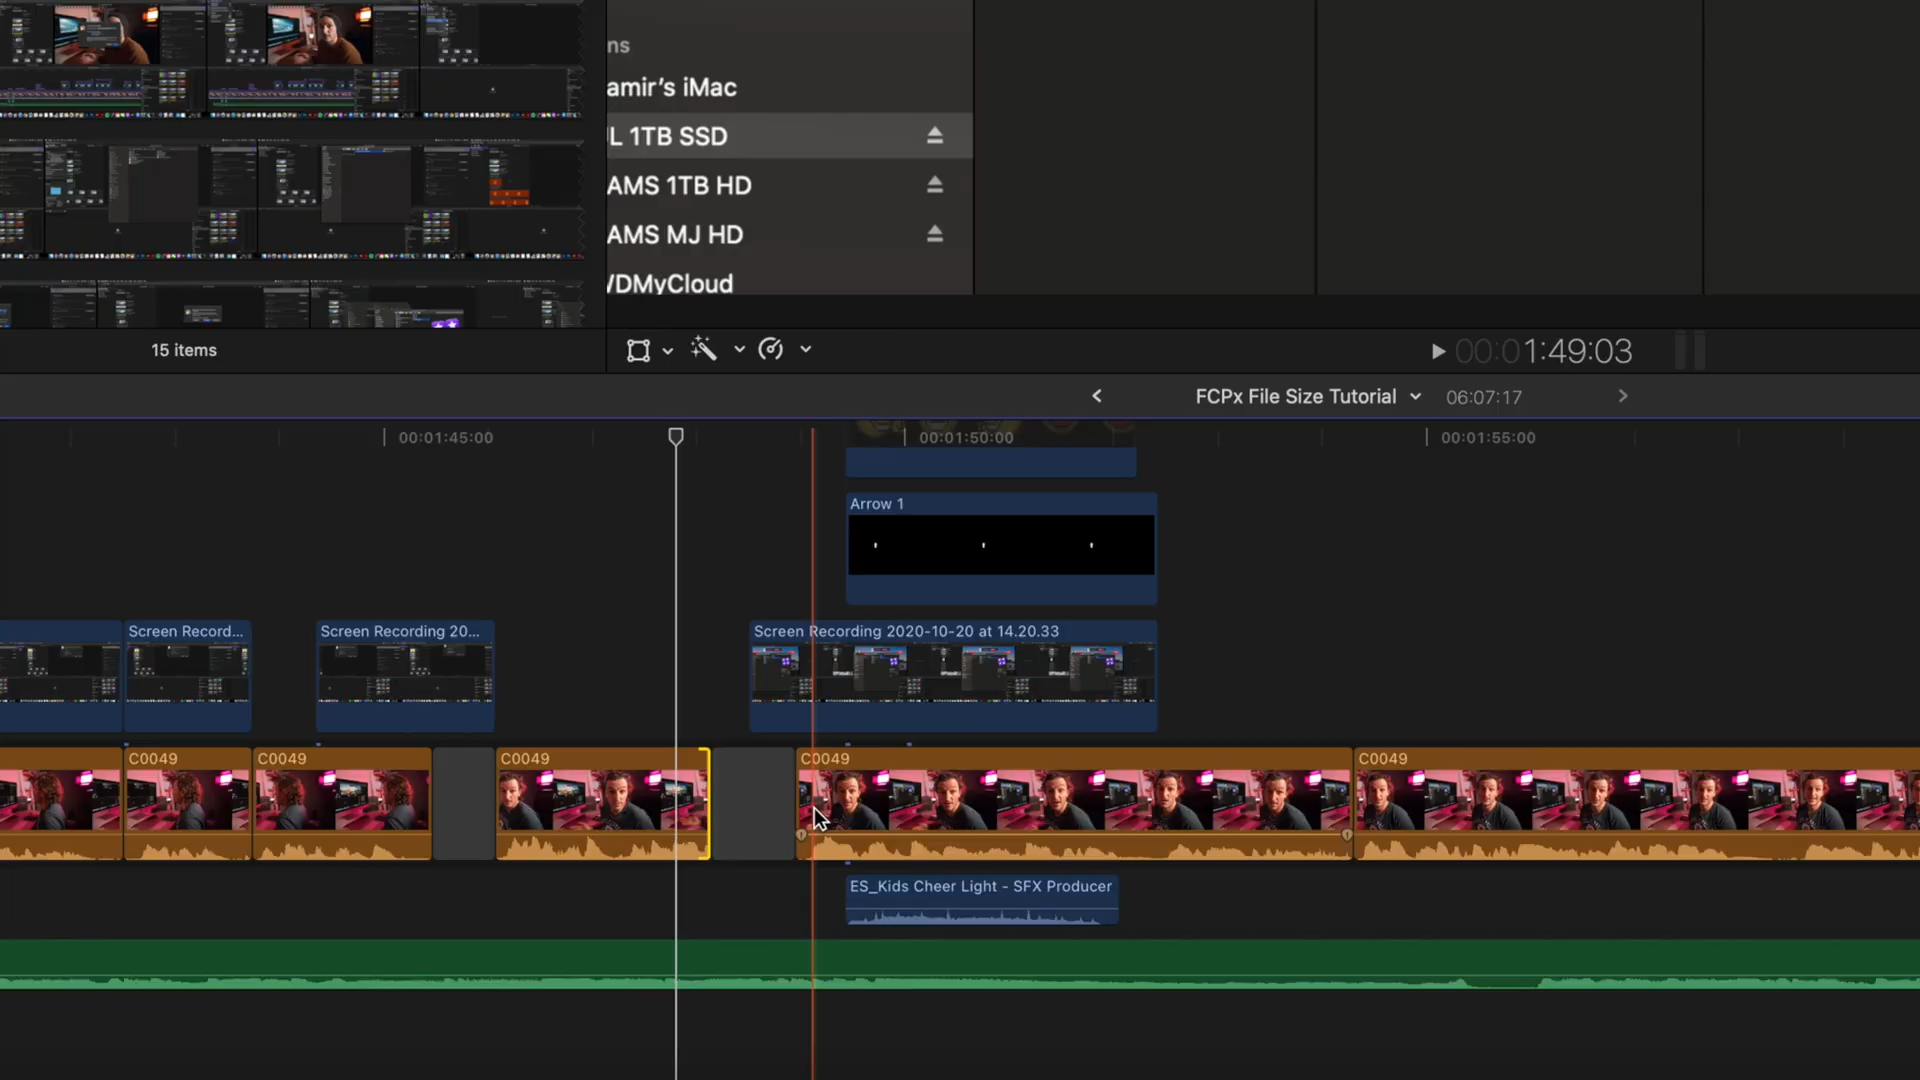 ns
amir's iMac
L 1TB SSD
AMS 1TB HD
AMS MJ HD
DMyCloud
15 items
00:01:49:03
FCPx File Size Tutorial
06:07:17
00:01:45:00
00:01:50:00
00:01:55:00
Arrow 1
Screen Record...
Screen Recording 20...
Screen Recording 2020-10-20 at 14.20.33
C0049
C0049
C0049
C0049
C0049
ES_Kids Cheer Light - SFX Producer